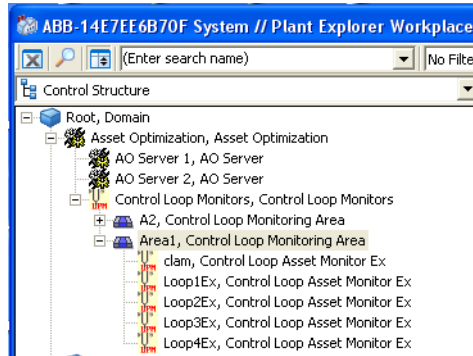 ABB-14E7EE6B70F System // Plant Explorer Workplace
(Enter search name)
No Filte
Control Structure
Root, Domain
Asset Optimization, Asset Optimization
AO Server 1, AO Server
AO Server 2, AO Server
Control Loop Monitors, Control Loop Monitors
A2, Control Loop Monitoring Area
Area1, Control Loop Monitoring Area
clam, Control Loop Asset Monitor Ex
Loop1Ex, Control Loop Asset Monitor Ex
Loop2Ex, Control Loop Asset Monitor Ex
Loop3Ex, Control Loop Asset Monitor Ex
Loop4Ex, Control Loop Asset Monitor Ex